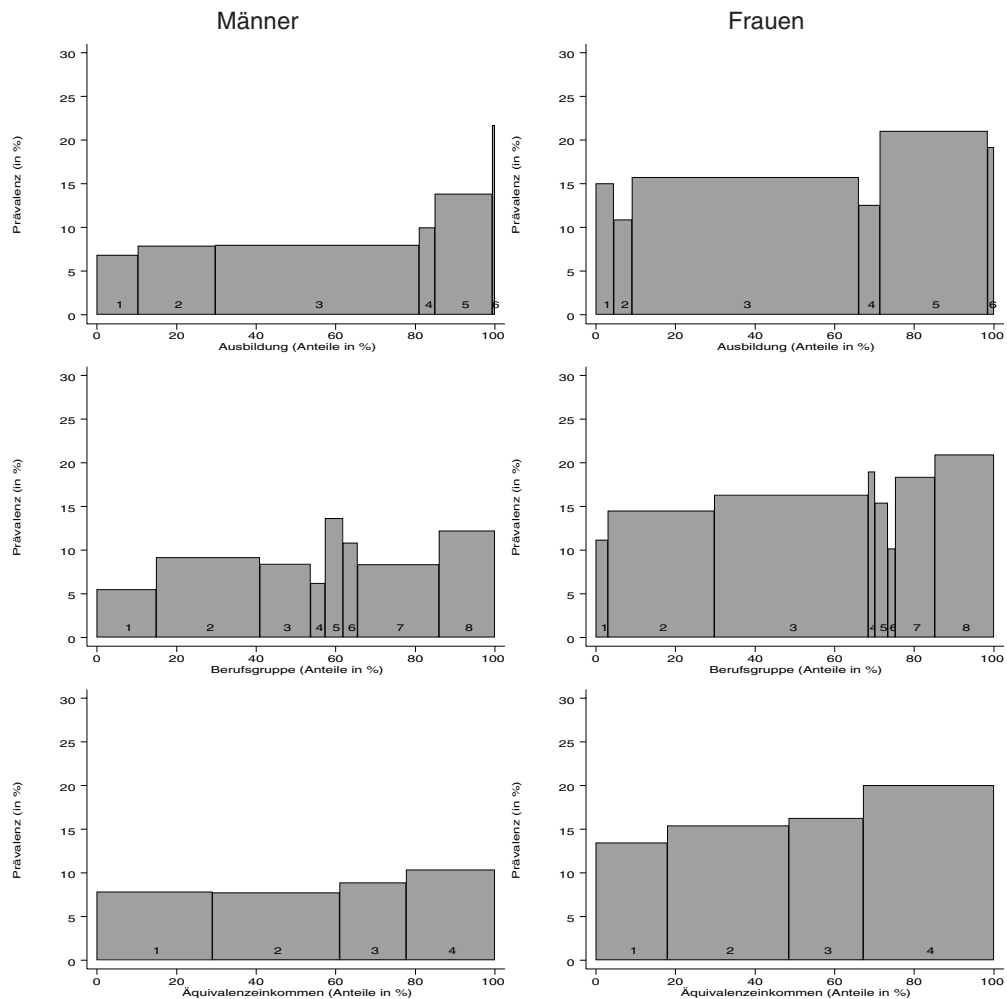 Männer Frauen
30 30
25 25
20 20
15 15
10 10
5 5
0 0
Prävalenz (in %) Prävalenz (in %)
1 2 3 4 5 6 1 2 3 4 5 6
0 20 40 60 80 100 0 20 40 60 80 100
Ausbildung (Anteile in %) Ausbildung (Anteile in %)
30 30
25 25
20 20
15 15
10 10
5 5
0 0
Prävalenz (in %) Prävalenz (in %)
1 2 3 4 5 6 7 8 1 2 3 4 5 6 7 8
0 20 40 60 80 100 0 20 40 60 80 100
Berufsgruppe (Anteile in %) Berufsgruppe (Anteile in %)
30 30
25 25
20 20
15 15
10 10
5 5
0 0
Prävalenz (in %) Prävalenz (in %)
1 2 3 4 1 2 3 4
0 20 40 60 80 100 0 20 40 60 80 100
Äquivalenzeinkommen (Anteile in %) Äquivalenzeinkommen (Anteile in %)